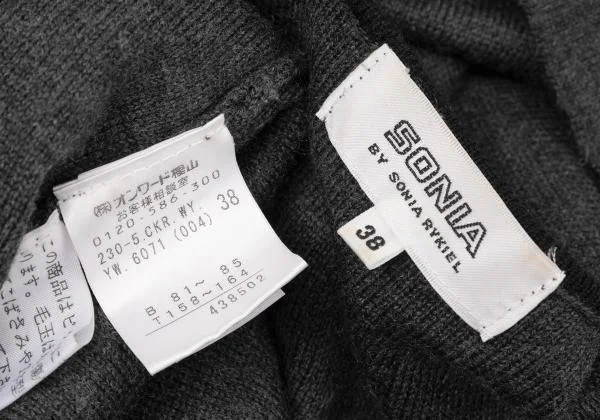 この商品はヒ
ります。毛玉は
(株)オンワード樫山
お客様相談室
0120-586-300
230-5.CKR.WY. 38
YW.6071 (004)
B 81～ 85
T158～164
438502
SONIA
BY SONIA RYKIEL
38